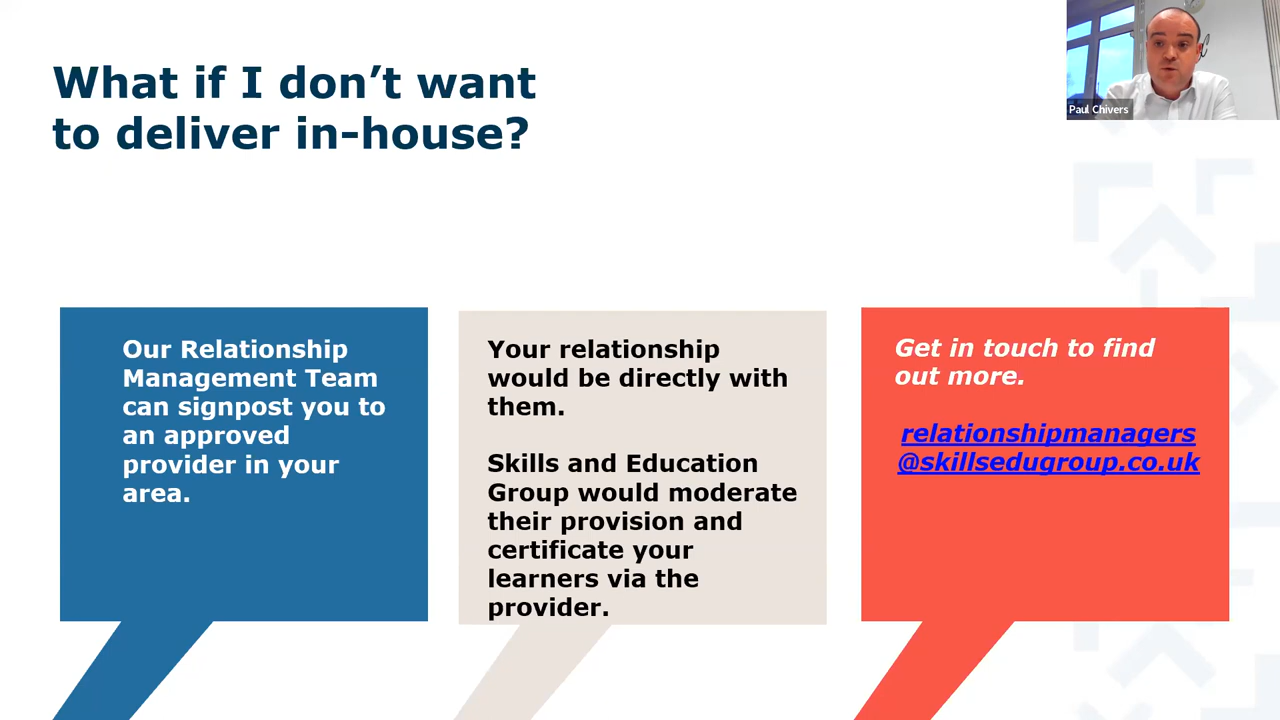 What if I don’t want
to deliver in-house?
Paul Chivers
Our Relationship
Management Team
can signpost you to
an approved
provider in your
area.
Your relationship
would be directly with
them.
Skills and Education
Group would moderate
their provision and
certificate your
learners via the
provider.
Get in touch to find
out more.
relationshipmanagers
@skillsedugroup.co.uk